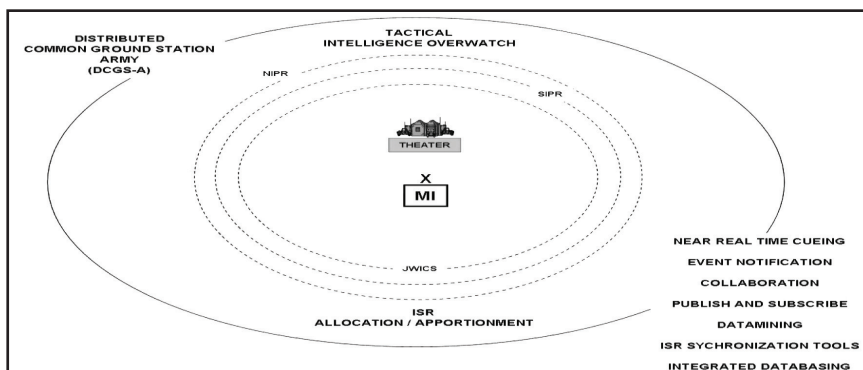 DISTRIBUTED
COMMON GROUND STATION
ARMY
(DCGS-A)
TACTICAL
INTELLIGENCE OVERWATCH
NIPR
SIPR
THEATER
X
MI
JWICS
ISR
ALLOCATION / APPORTIONMENT
NEAR REAL TIME CUEING
EVENT NOTIFICATION
COLLABORATION
PUBLISH AND SUBSCRIBE
DATAMINING
ISR SYCHRONIZATION TOOLS
INTEGRATED DATABASING